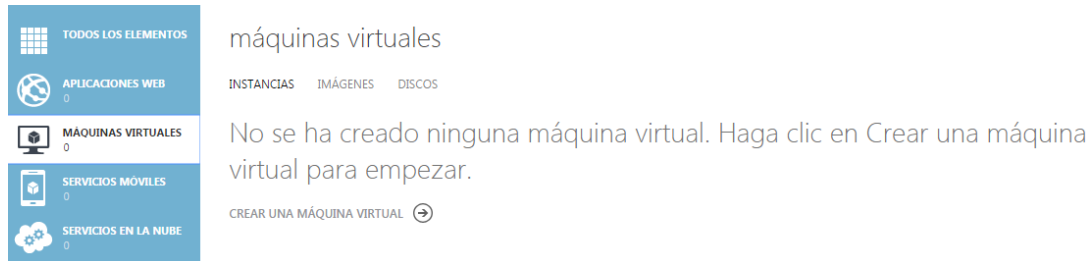 TODOS LOS ELEMENTOS
APLICACIONES WEB
0
MÁQUINAS VIRTUALES
0
SERVICIOS MÓVILES
0
SERVICIOS EN LA NUBE
0
máquinas virtuales
INSTANCIAS IMÁGENES DISCOS
No se ha creado ninguna máquina virtual. Haga clic en Crear una máquina
virtual para empezar.
CREAR UNA MÁQUINA VIRTUAL